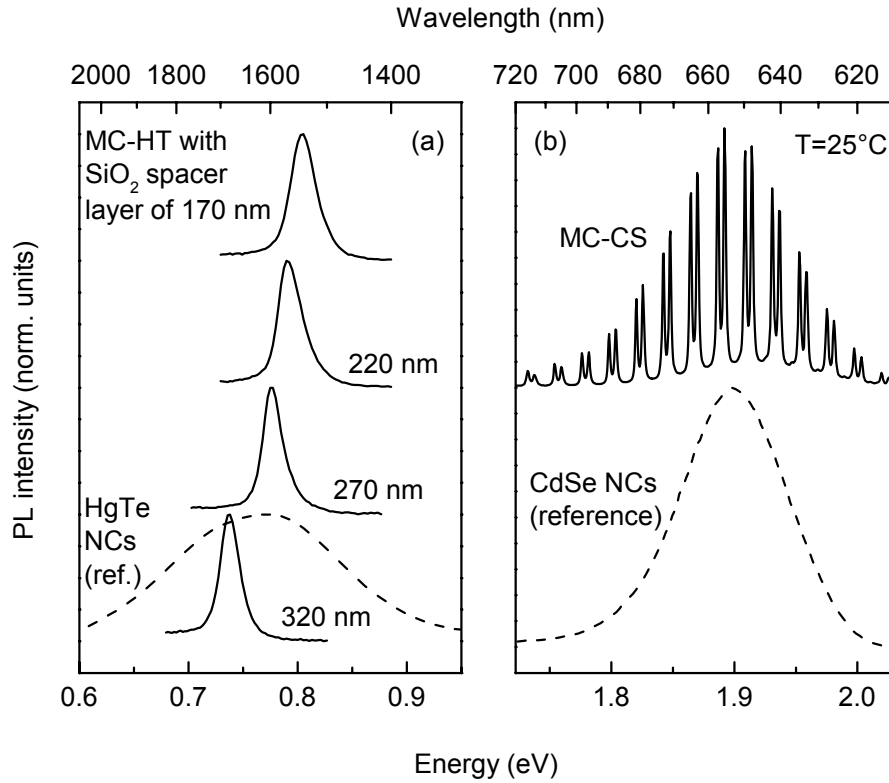 Wavelength (nm)
2000 1800 1600 1400
720 700 680 660 640 620
MC-HT with
SiO2 spacer
layer of 170 nm
(a)
(b)
T=25°C
MC-CS
220 nm
270 nm
HgTe
NCs
(ref.)
320 nm
CdSe NCs
(reference)
PL intensity (norm. units)
0.6 0.7 0.8 0.9
1.8 1.9 2.0
Energy (eV)